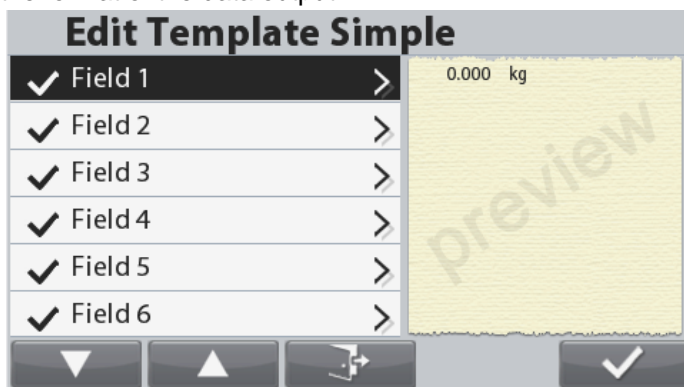 Edit Template Simple
Field 1
0.000 kg
Field 2
Field 3
Field 4
Field 5
Field 6
preview